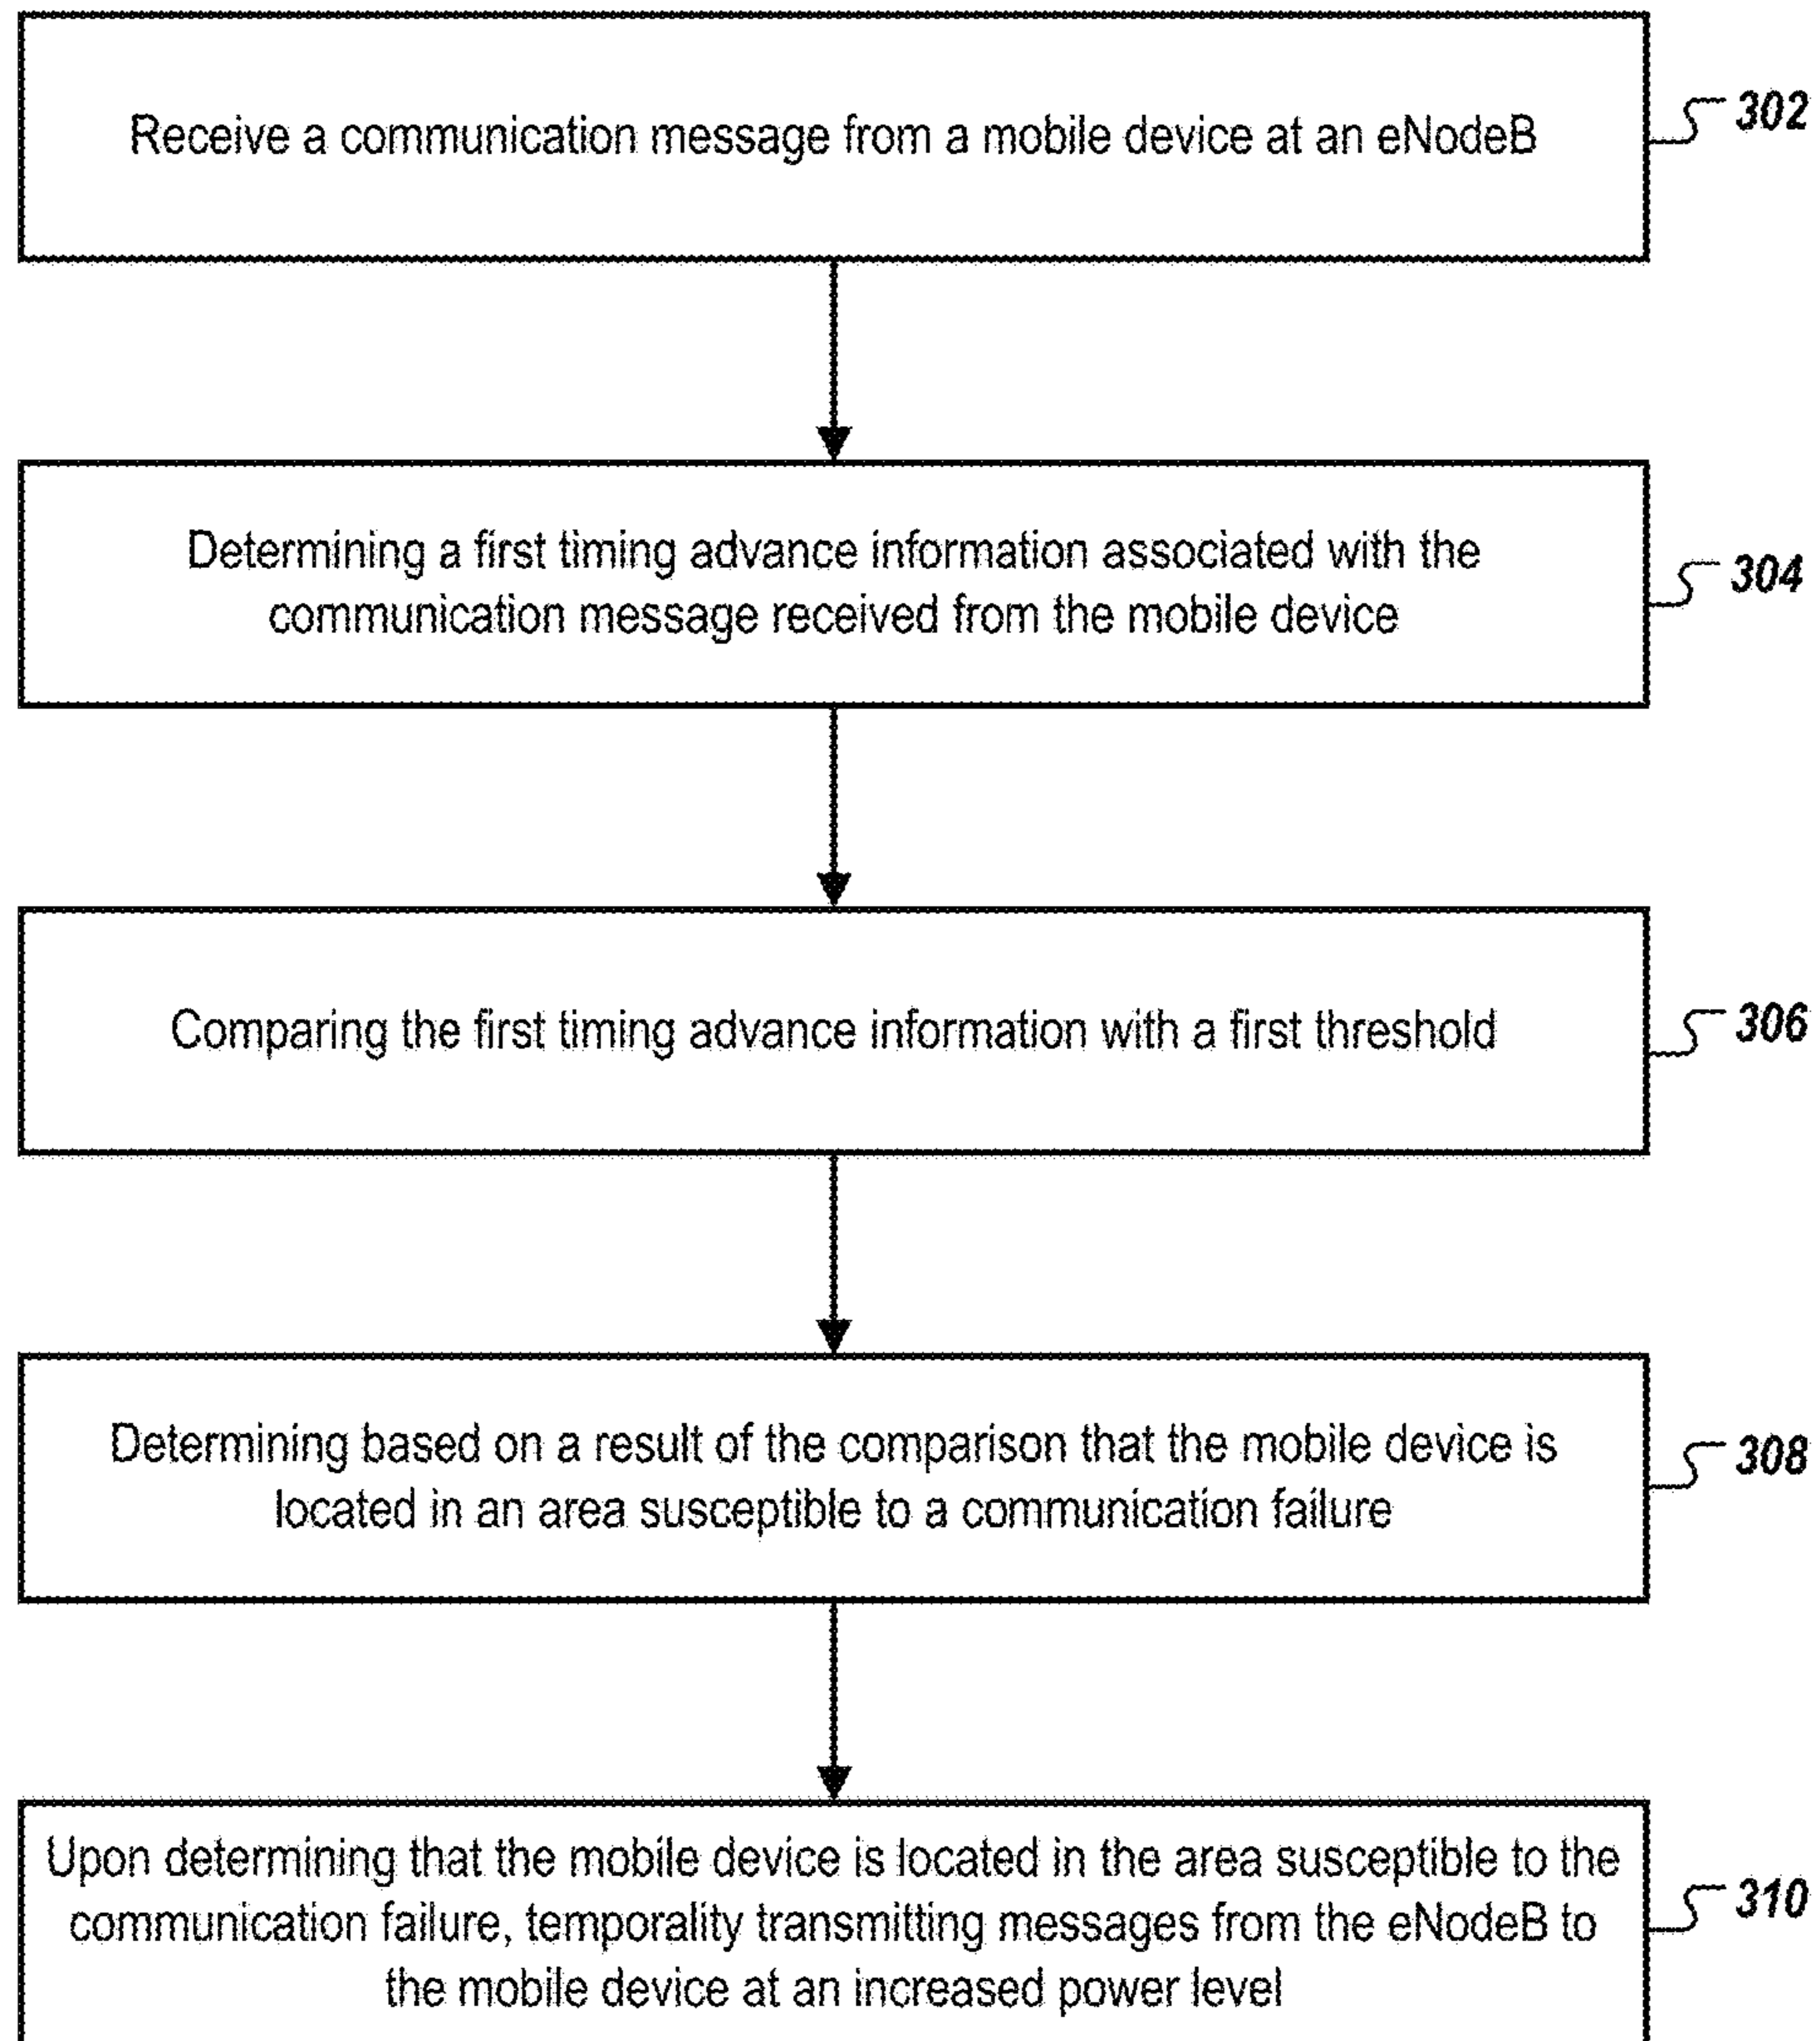 Receive a communication message from a mobile device at an eNodeB
302
Determining a first timing advance information associated with the
communication message received from the mobile device
304
Comparing the first timing advance information with a first threshold
306
Determining based on a result of the comparison that the mobile device is
located in an area susceptible to a communication failure
308
Upon determining that the mobile device is located in the area susceptible to the
communication failure, temporality transmitting messages from the eNodeB to
the mobile device at an increased power level
310